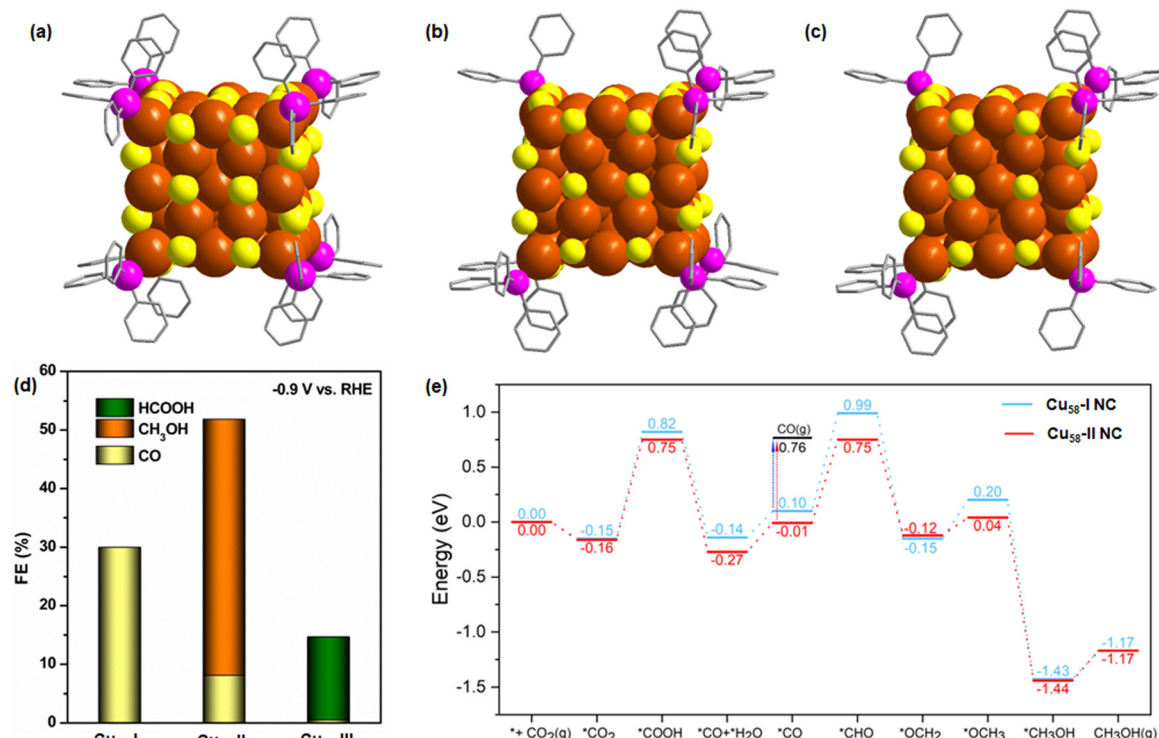 (a)
(b)
(c)
(d)
60
50
40
30
20
10
0
FE (%)
-0.9 V vs. RHE
HCOOH
CH3OH
CO
(e)
Energy (eV)
1.0
0.5
0.0
-0.5
-1.0
-1.5
Cu58-I NC
Cu58-II NC
0.00
0.00
-0.15
-0.16
0.82
0.75
-0.14
-0.27
CO(g)
0.76
0.10
-0.01
0.99
0.75
-0.12
-0.15
0.20
0.04
-1.43
-1.44
-1.17
-1.17
*+ CO2(g)
*CO2
*COOH
*CO+*H2O
*CO
*CHO
*OCH2
*OCH3
*CH3OH
CH3OH(g)